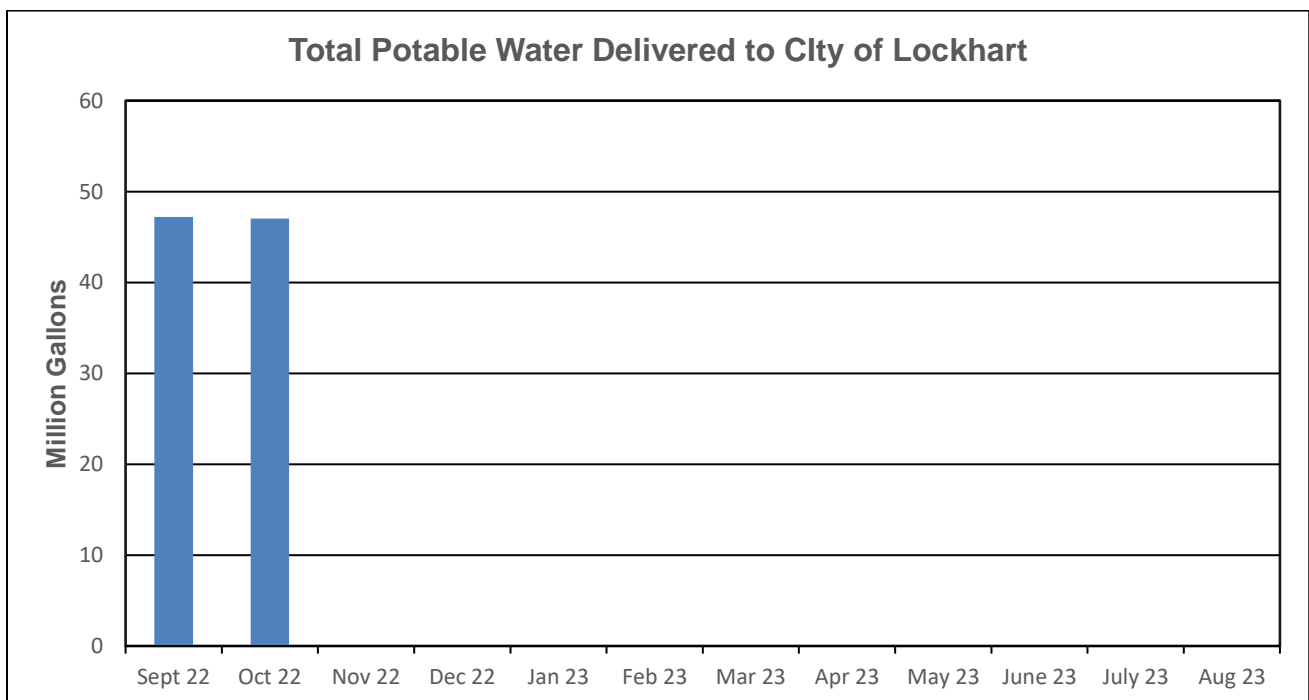 Total Potable Water Delivered to CIty of Lockhart
60
50
40
30
20
10
0
Million Gallons
Sept 22 Oct 22 Nov 22 Dec 22 Jan 23 Feb 23 Mar 23 Apr 23 May 23 June 23 July 23 Aug 23